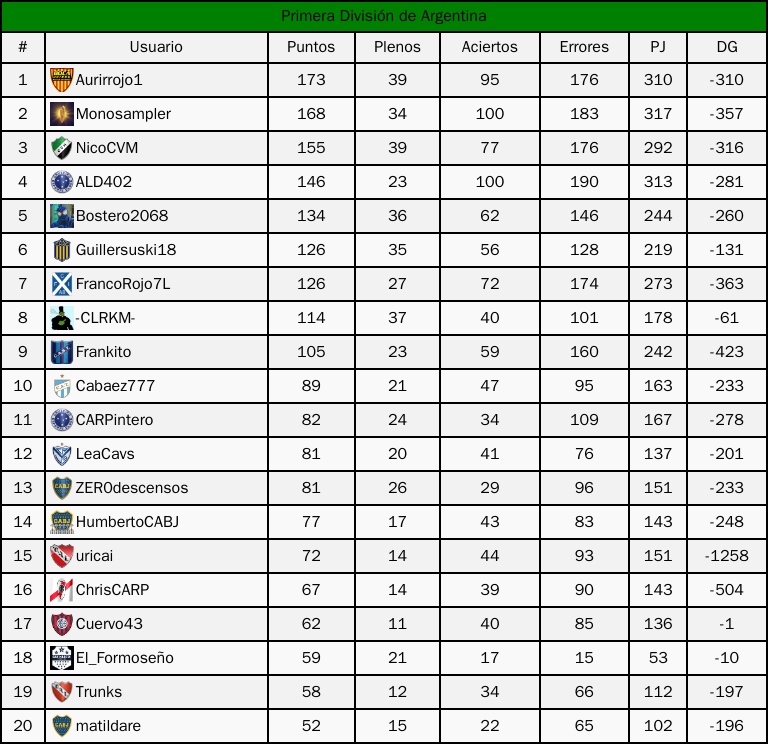 Primera División de Argentina
# Usuario Puntos Plenos Aciertos Errores PJ DG
1 Aurirrojo1 173 39 95 176 310 -310
2 Monosampler 168 34 100 183 317 -357
3 NicoCVM 155 39 77 176 292 -316
4 ALD402 146 23 100 190 313 -281
5 Bostero2068 134 36 62 146 244 -260
6 Guillersuski18 126 35 56 128 219 -131
7 FrancoRojo7L 126 27 72 174 273 -363
8 -CLRKM- 114 37 40 101 178 -61
9 Frankito 105 23 59 160 242 -423
10 Cabaez777 89 21 47 95 163 -233
11 CARPintero 82 24 34 109 167 -278
12 LeaCavs 81 20 41 76 137 -201
13 ZER0descensos 81 26 29 96 151 -233
14 HumbertoCABJ 77 17 43 83 143 -248
15 uricai 72 14 44 93 151 -1258
16 ChrisCARP 67 14 39 90 143 -504
17 Cuervo43 62 11 40 85 136 -1
18 El_Formoseño 59 21 17 15 53 -10
19 Trunks 58 12 34 66 112 -197
20 matildare 52 15 22 65 102 -196